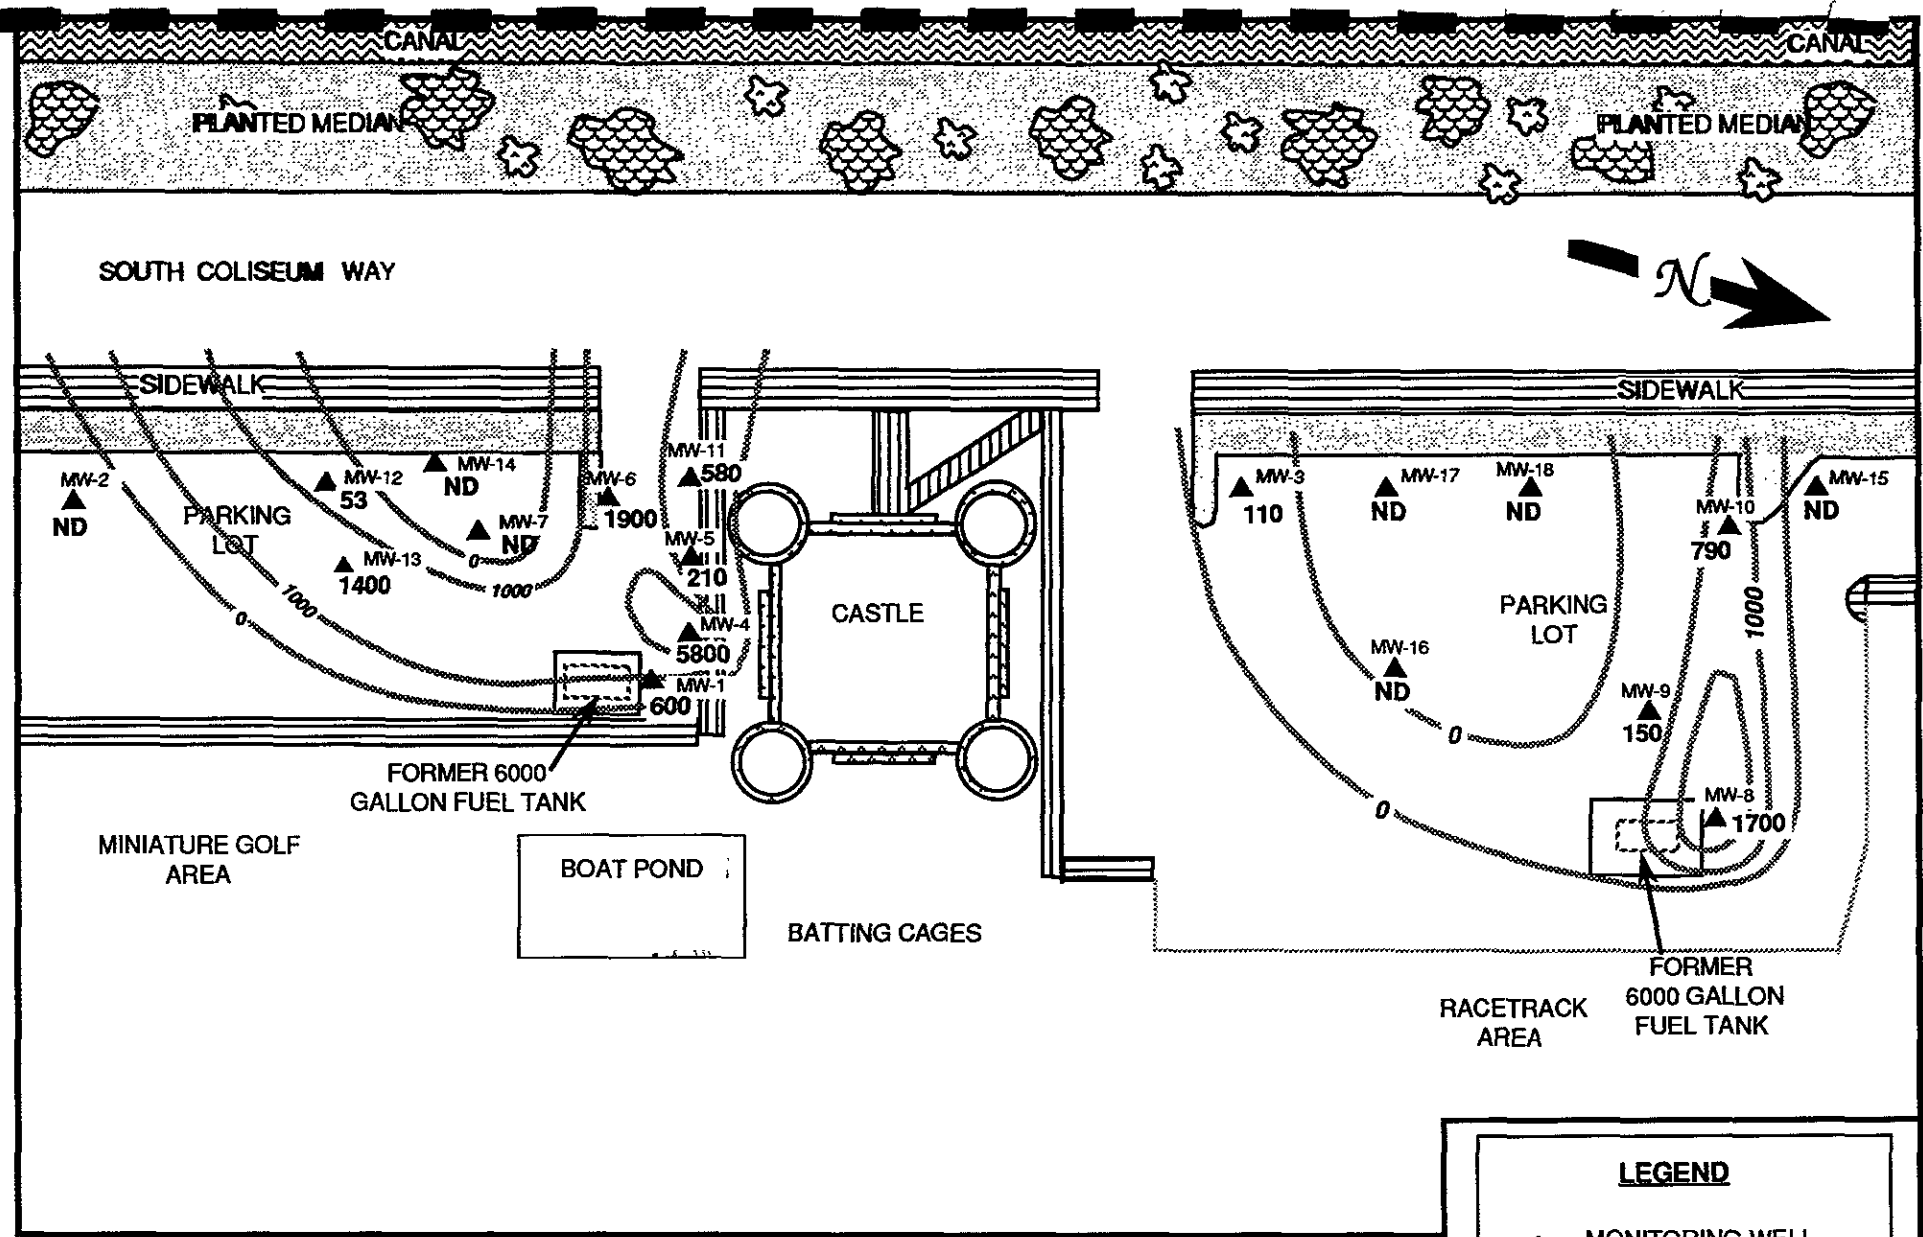 CANAL
CANAL
PLANTED MEDIAN
PLANTED MEDIAN
SOUTH COLISEUM WAY
N
SIDEWALK
SIDEWALK
MW-2
ND
MW-12
53
MW-14
ND
MW-6
1900
MW-11
580
MW-3
110
MW-17
ND
MW-18
ND
MW-10
790
MW-15
ND
PARKING
LOT
MW-7
ND
0
MW-13
1400
1000
MW-5
210
1000
0
MW-4
5800
CASTLE
PARKING
LOT
1000
MW-16
ND
MW-1
600
MW-9
150
0
FORMER 6000
GALLON FUEL TANK
0
MW-8
1700
MINIATURE GOLF
AREA
BOAT POND
BATTING CAGES
FORMER
6000 GALLON
FUEL TANK
RACETRACK
AREA
LEGEND
MONITORING WELL